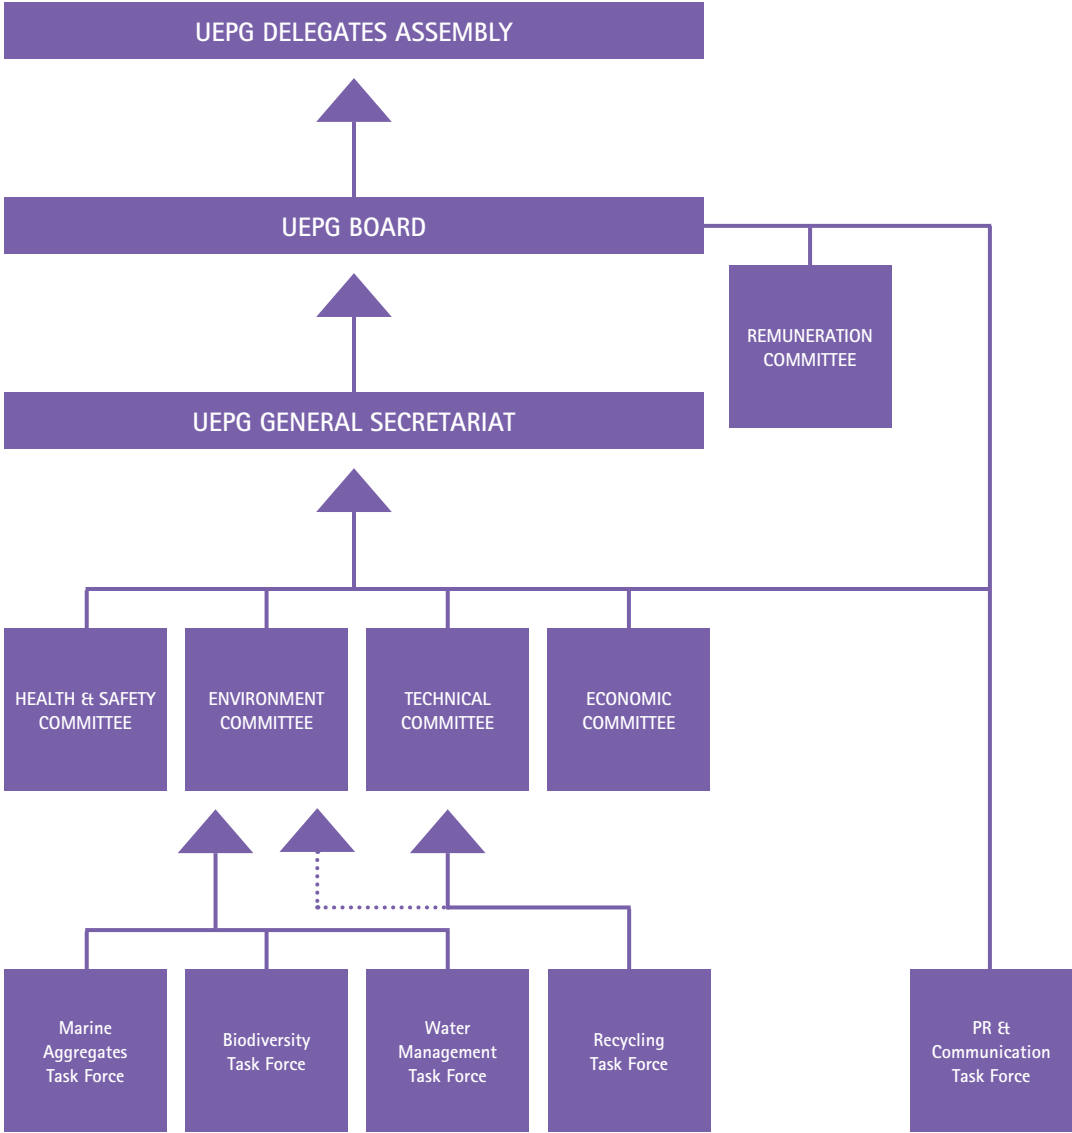 UEPG DELEGATES ASSEMBLY
UEPG BOARD
REMUNERATION
COMMITTEE
UEPG GENERAL SECRETARIAT
HEALTH & SAFETY
COMMITTEE
ENVIRONMENT
COMMITTEE
TECHNICAL
COMMITTEE
ECONOMIC
COMMITTEE
Marine
Aggregates
Task Force
Biodiversity
Task Force
Water
Management
Task Force
Recycling
Task Force
PR &
Communication
Task Force